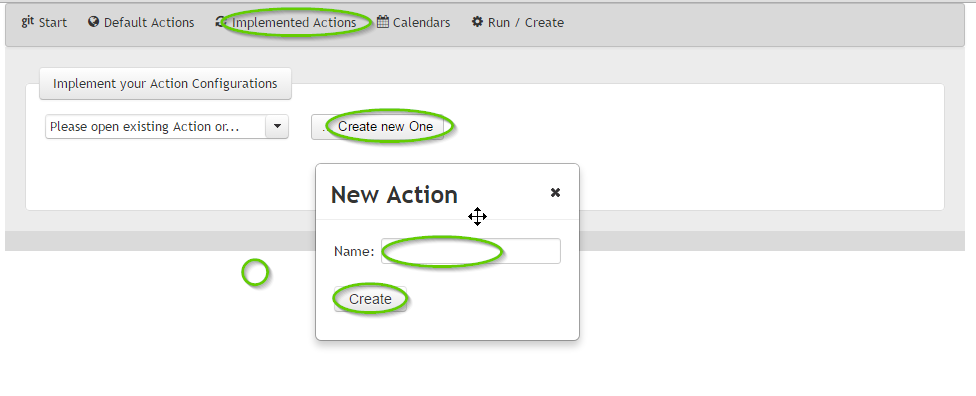 git Start Default Actions Implemented Actions Calendars Run / Create
Implement your Action Configurations
Please open existing Action or... .. Create new One
New Action
Name:
Create